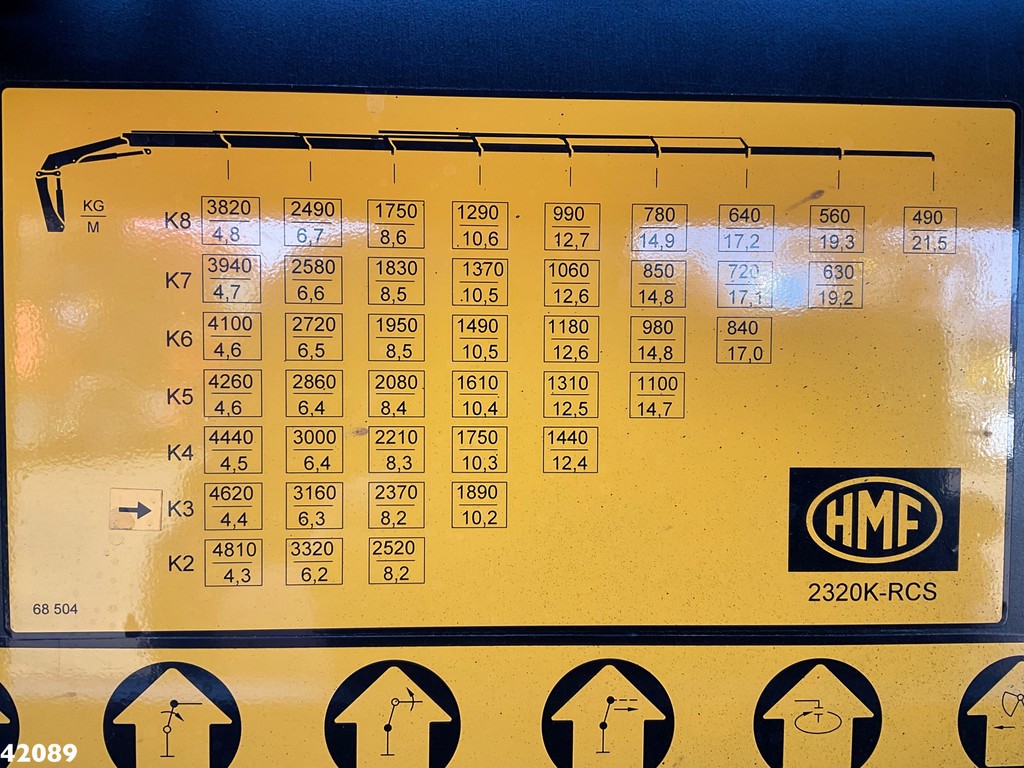 KG
M
K8 3820 2490 1750 1290 990 780 640 560 490
4,8 6,7 8,6 10,6 12,7 14,9 17,2 19,3 21,5
K7 3940 2580 1830 1370 1060 850 720 630
4,7 6,6 8,5 10,5 12,6 14,8 17,1 19,2
K6 4100 2720 1950 1490 1180 980 840
4,6 6,5 8,5 10,5 12,6 14,8 17,0
K5 4260 2860 2080 1610 1310 1100
4,6 6,4 8,4 10,4 12,5 14,7
K4 4440 3000 2210 1750 1440
4,5 6,4 8,3 10,3 12,4
K3 4620 3160 2370 1890
4,4 6,3 8,2 10,2
K2 4810 3320 2520
4,3 6,2 8,2
HMF
2320K-RCS
68 504
42089